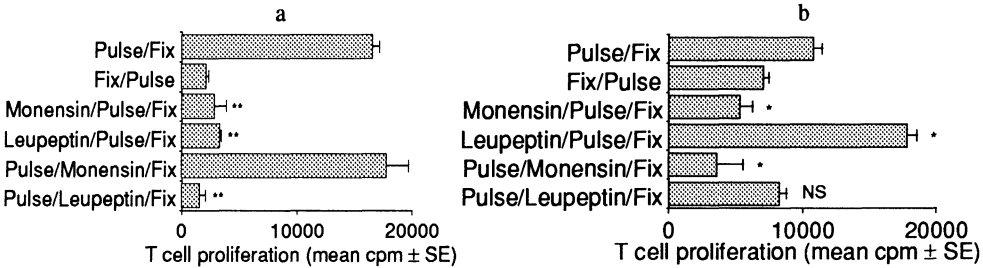 a
Pulse/Fix
Fix/Pulse
Monensin/Pulse/Fix **
Leupeptin/Pulse/Fix **
Pulse/Monensin/Fix
Pulse/Leupeptin/Fix **
0 10000 20000
T cell proliferation (mean cpm ± SE)
b
Pulse/Fix
Fix/Pulse
Monensin/Pulse/Fix *
Leupeptin/Pulse/Fix *
Pulse/Monensin/Fix *
Pulse/Leupeptin/Fix NS
0 10000 20000
T cell proliferation (mean cpm ± SE)